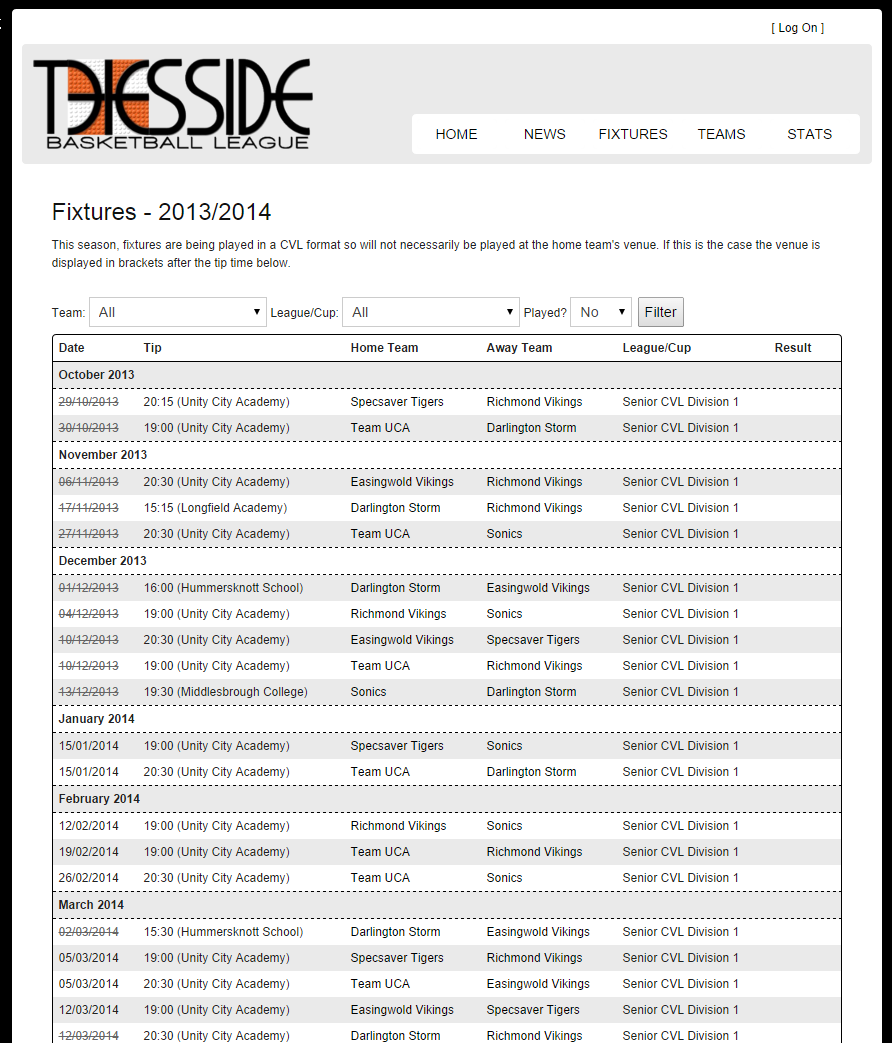 [ Log On ]
TEESSIDE
BASKETBALL LEAGUE
HOME NEWS FIXTURES TEAMS STATS
Fixtures - 2013/2014
This season, fixtures are being played in a CVL format so will not necessarily be played at the home team's venue. If this is the case the venue is
displayed in brackets after the tip time below.
Team: All League/Cup: All Played? No Filter
Date Tip Home Team Away Team League/Cup Result
October 2013
29/10/2013 20:15 (Unity City Academy) Specsaver Tigers Richmond Vikings Senior CVL Division 1
30/10/2013 19:00 (Unity City Academy) Team UCA Darlington Storm Senior CVL Division 1
November 2013
06/11/2013 20:30 (Unity City Academy) Easingwold Vikings Richmond Vikings Senior CVL Division 1
17/11/2013 15:15 (Longfield Academy) Darlington Storm Richmond Vikings Senior CVL Division 1
27/11/2013 20:30 (Unity City Academy) Team UCA Sonics Senior CVL Division 1
December 2013
01/12/2013 16:00 (Hummersknott School) Darlington Storm Easingwold Vikings Senior CVL Division 1
04/12/2013 19:00 (Unity City Academy) Richmond Vikings Sonics Senior CVL Division 1
10/12/2013 20:30 (Unity City Academy) Easingwold Vikings Specsaver Tigers Senior CVL Division 1
10/12/2013 19:00 (Unity City Academy) Team UCA Richmond Vikings Senior CVL Division 1
13/12/2013 19:30 (Middlesbrough College) Sonics Darlington Storm Senior CVL Division 1
January 2014
15/01/2014 19:00 (Unity City Academy) Specsaver Tigers Sonics Senior CVL Division 1
15/01/2014 20:30 (Unity City Academy) Team UCA Darlington Storm Senior CVL Division 1
February 2014
12/02/2014 19:00 (Unity City Academy) Richmond Vikings Sonics Senior CVL Division 1
19/02/2014 19:00 (Unity City Academy) Team UCA Richmond Vikings Senior CVL Division 1
26/02/2014 20:30 (Unity City Academy) Team UCA Sonics Senior CVL Division 1
March 2014
02/03/2014 15:30 (Hummersknott School) Darlington Storm Easingwold Vikings Senior CVL Division 1
05/03/2014 19:00 (Unity City Academy) Specsaver Tigers Richmond Vikings Senior CVL Division 1
05/03/2014 20:30 (Unity City Academy) Team UCA Easingwold Vikings Senior CVL Division 1
12/03/2014 19:00 (Unity City Academy) Easingwold Vikings Specsaver Tigers Senior CVL Division 1
12/03/2014 20:30 (Unity City Academy) Darlington Storm Richmond Vikings Senior CVL Division 1